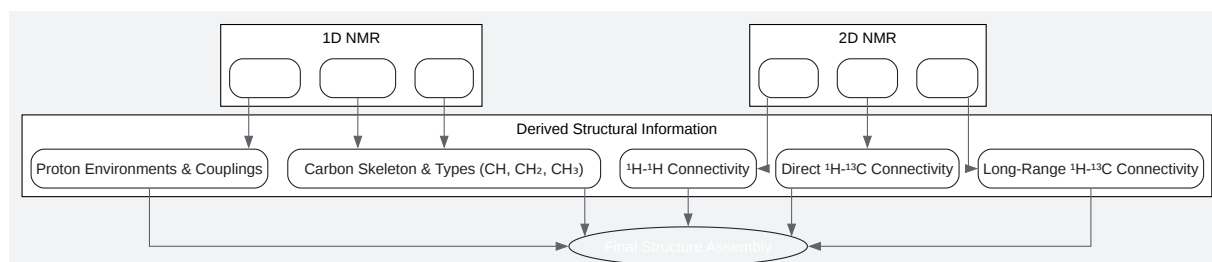 1D NMR
2D NMR
Derived Structural Information
Proton Environments & Couplings
Carbon Skeleton & Types (CH, CH₂, CH₃)
¹H-¹H Connectivity
Direct ¹H-¹³C Connectivity
Long-Range ¹H-¹³C Connectivity
Final Structure Assembly